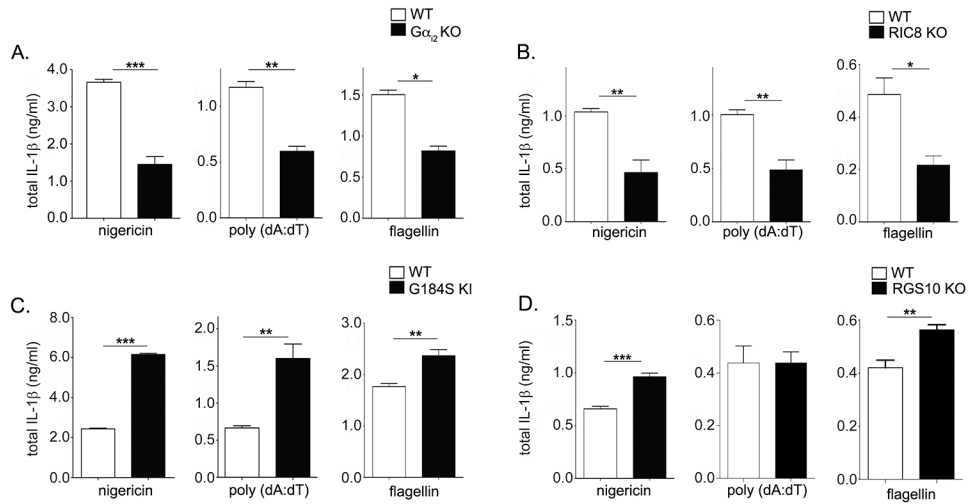 A.
WT
Gα_i2 KO
total IL-1β (ng/ml)
4.0
3.0
2.0
1.0
0.0
***
nigericin
1.0
0.5
1.0
**
poly (dA:dT)
1.5
1.0
0.5
0.0
*
flagellin
B.
WT
RIC8 KO
total IL-1β (ng/ml)
1.0
0.5
1.0
**
nigericin
1.0
0.5
1.0
**
poly (dA:dT)
0.6
0.4
0.2
0.0
*
flagellin
C.
WT
G184S KI
total IL-1β (ng/ml)
8.0
6.0
4.0
2.0
0.0
***
nigericin
2.0
1.5
1.0
0.5
0.0
**
poly (dA:dT)
3.0
2.0
1.0
0.0
**
flagellin
D.
WT
RGS10 KO
total IL-1β (ng/ml)
1.5
1.0
0.5
0.0
***
nigericin
0.6
0.4
0.2
0.0
poly (dA:dT)
0.6
0.4
0.2
0.0
**
flagellin